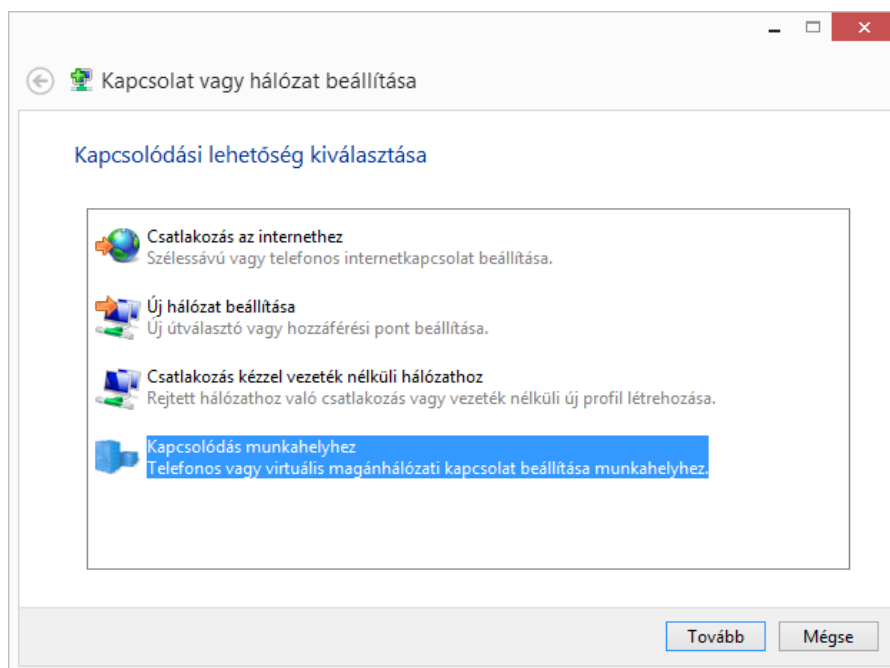 Kapcsolat vagy hálózat beállítása
Kapcsolódási lehetőség kiválasztása
Csatlakozás az internethez
Szélessávú vagy telefonos internetkapcsolat beállítása.
Új hálózat beállítása
Új útválasztó vagy hozzáférési pont beállítása.
Csatlakozás kézzel vezeték nélküli hálózathoz
Rejtett hálózathoz való csatlakozás vagy vezeték nélküli új profil létrehozása.
Kapcsolódás munkahelyhez
Telefonos vagy virtuális magánhálózati kapcsolat beállítása munkahelyhez.
Tovább
Mégse